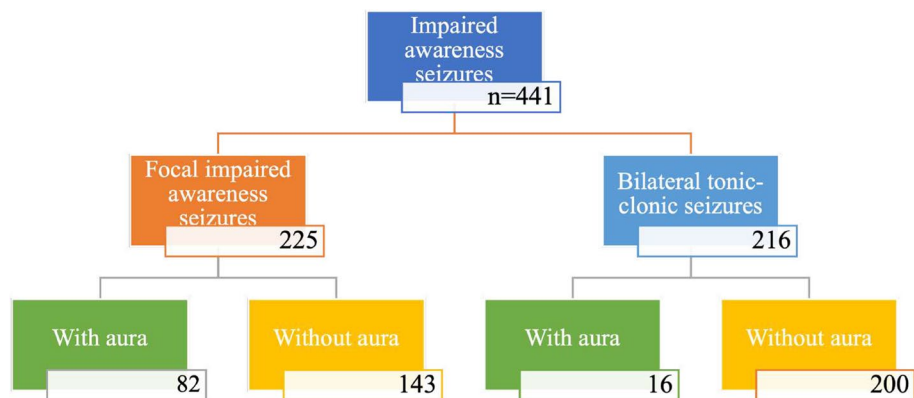 Impaired
awareness
seizures
n=441
Focal impaired
awareness
seizures
225
Bilateral tonic-
clonic seizures
216
With aura
82
Without aura
143
With aura
16
Without aura
200